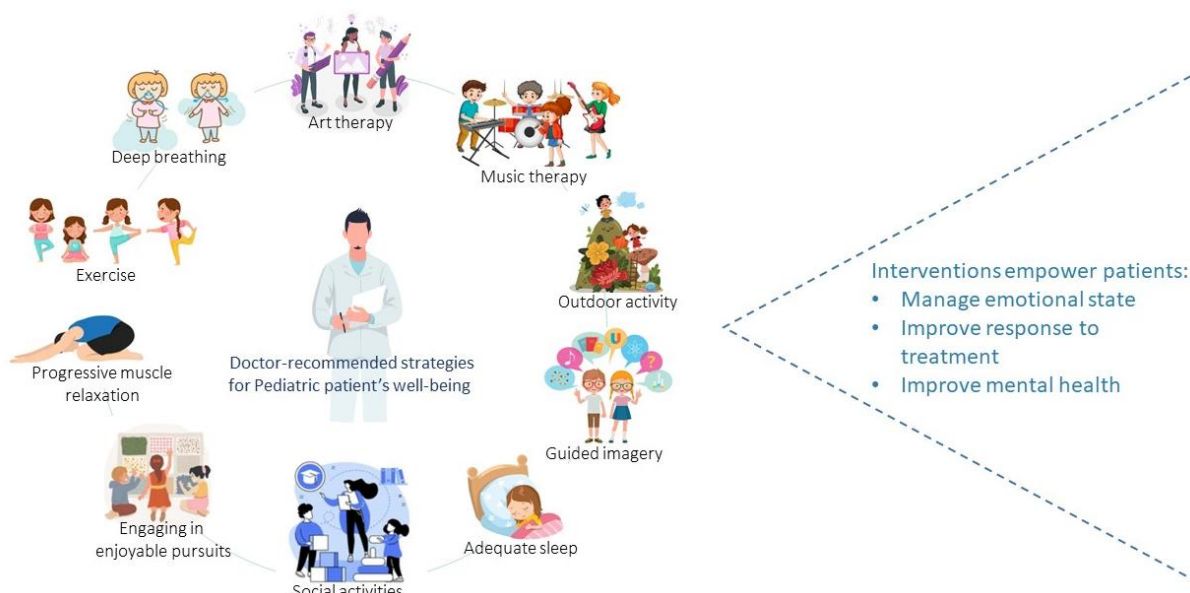 Art therapy
Deep breathing
Music therapy
Exercise
Outdoor activity
Doctor-recommended strategies
for Pediatric patient's well-being
Progressive muscle
relaxation
Guided imagery
Engaging in
enjoyable pursuits
Adequate sleep
Social activities
Interventions empower patients:
• Manage emotional state
• Improve response to
treatment
• Improve mental health